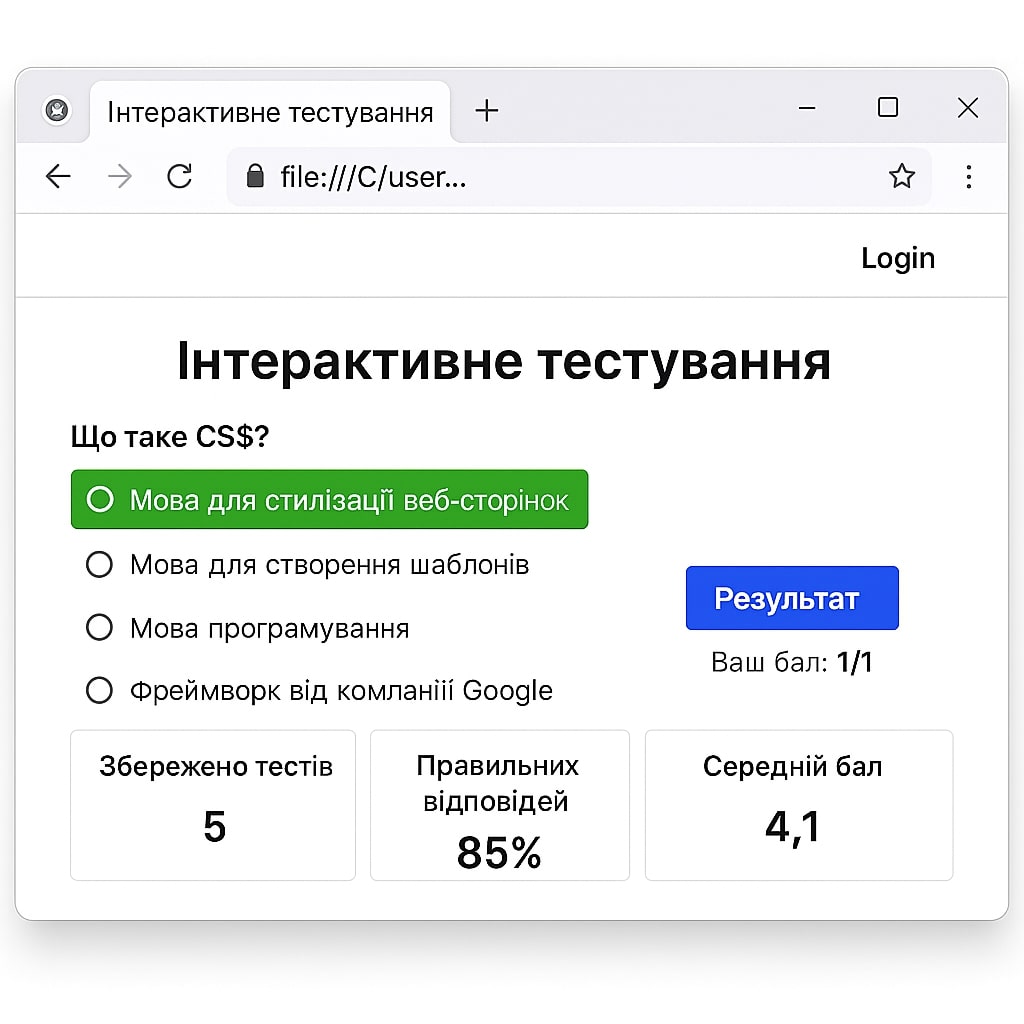 Інтерактивне тестування
file:///C/user...
Login
Інтерактивне тестування
Що таке CS$?
Мова для стилізації веб-сторінок
Мова для створення шаблонів
Мова програмування
Фреймворк від компаніії Google
Результат
Ваш бал: 1/1
Збережено тестів
5
Правильних
відповідей
85%
Середній бал
4,1